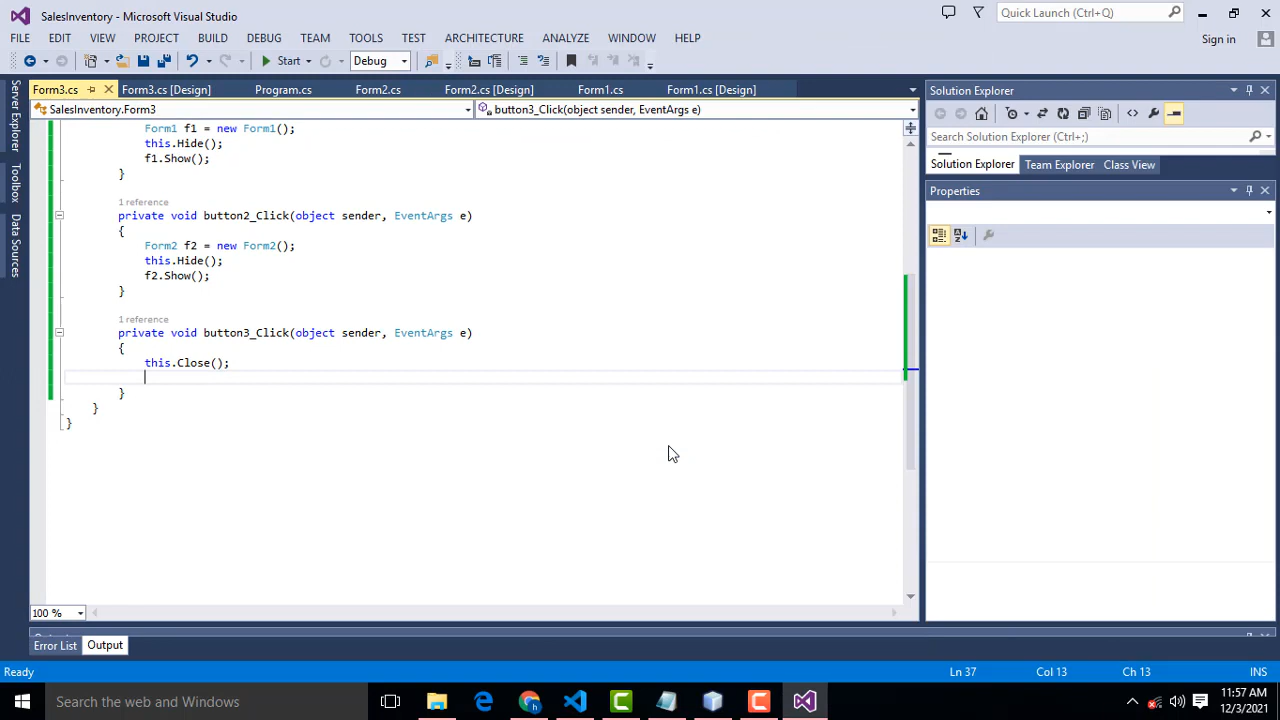 SalesInventory - Microsoft Visual Studio
Quick Launch (Ctrl+Q)
FILE EDIT VIEW PROJECT BUILD DEBUG TEAM TOOLS TEST ARCHITECTURE ANALYZE WINDOW HELP
Sign in
Start Debug
Form3.cs Form3.cs [Design] Program.cs Form2.cs Form2.cs [Design] Form1.cs Form1.cs [Design]
SalesInventory.Form3 button3_Click(object sender, EventArgs e)
Server Explorer
Toolbox
Data Sources
Form1 f1 = new Form1();
this.Hide();
f1.Show();
}
1 reference
private void button2_Click(object sender, EventArgs e)
{
Form2 f2 = new Form2();
this.Hide();
f2.Show();
}
1 reference
private void button3_Click(object sender, EventArgs e)
{
this.Close();
}
}
}
100 %
Solution Explorer
Search Solution Explorer (Ctrl+;)
Solution Explorer Team Explorer Class View
Properties
Error List Output
Ready Ln 37 Col 13 Ch 13 INS
Search the web and Windows
11:57 AM
12/3/2021